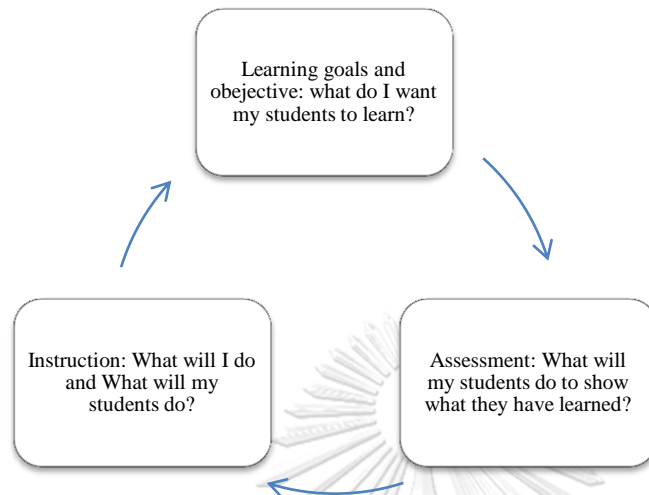 Learning goals and
obejective: what do I want
my students to learn?
Instruction: What will I do
and What will my
students do?
Assessment: What will
my students do to show
what they have learned?